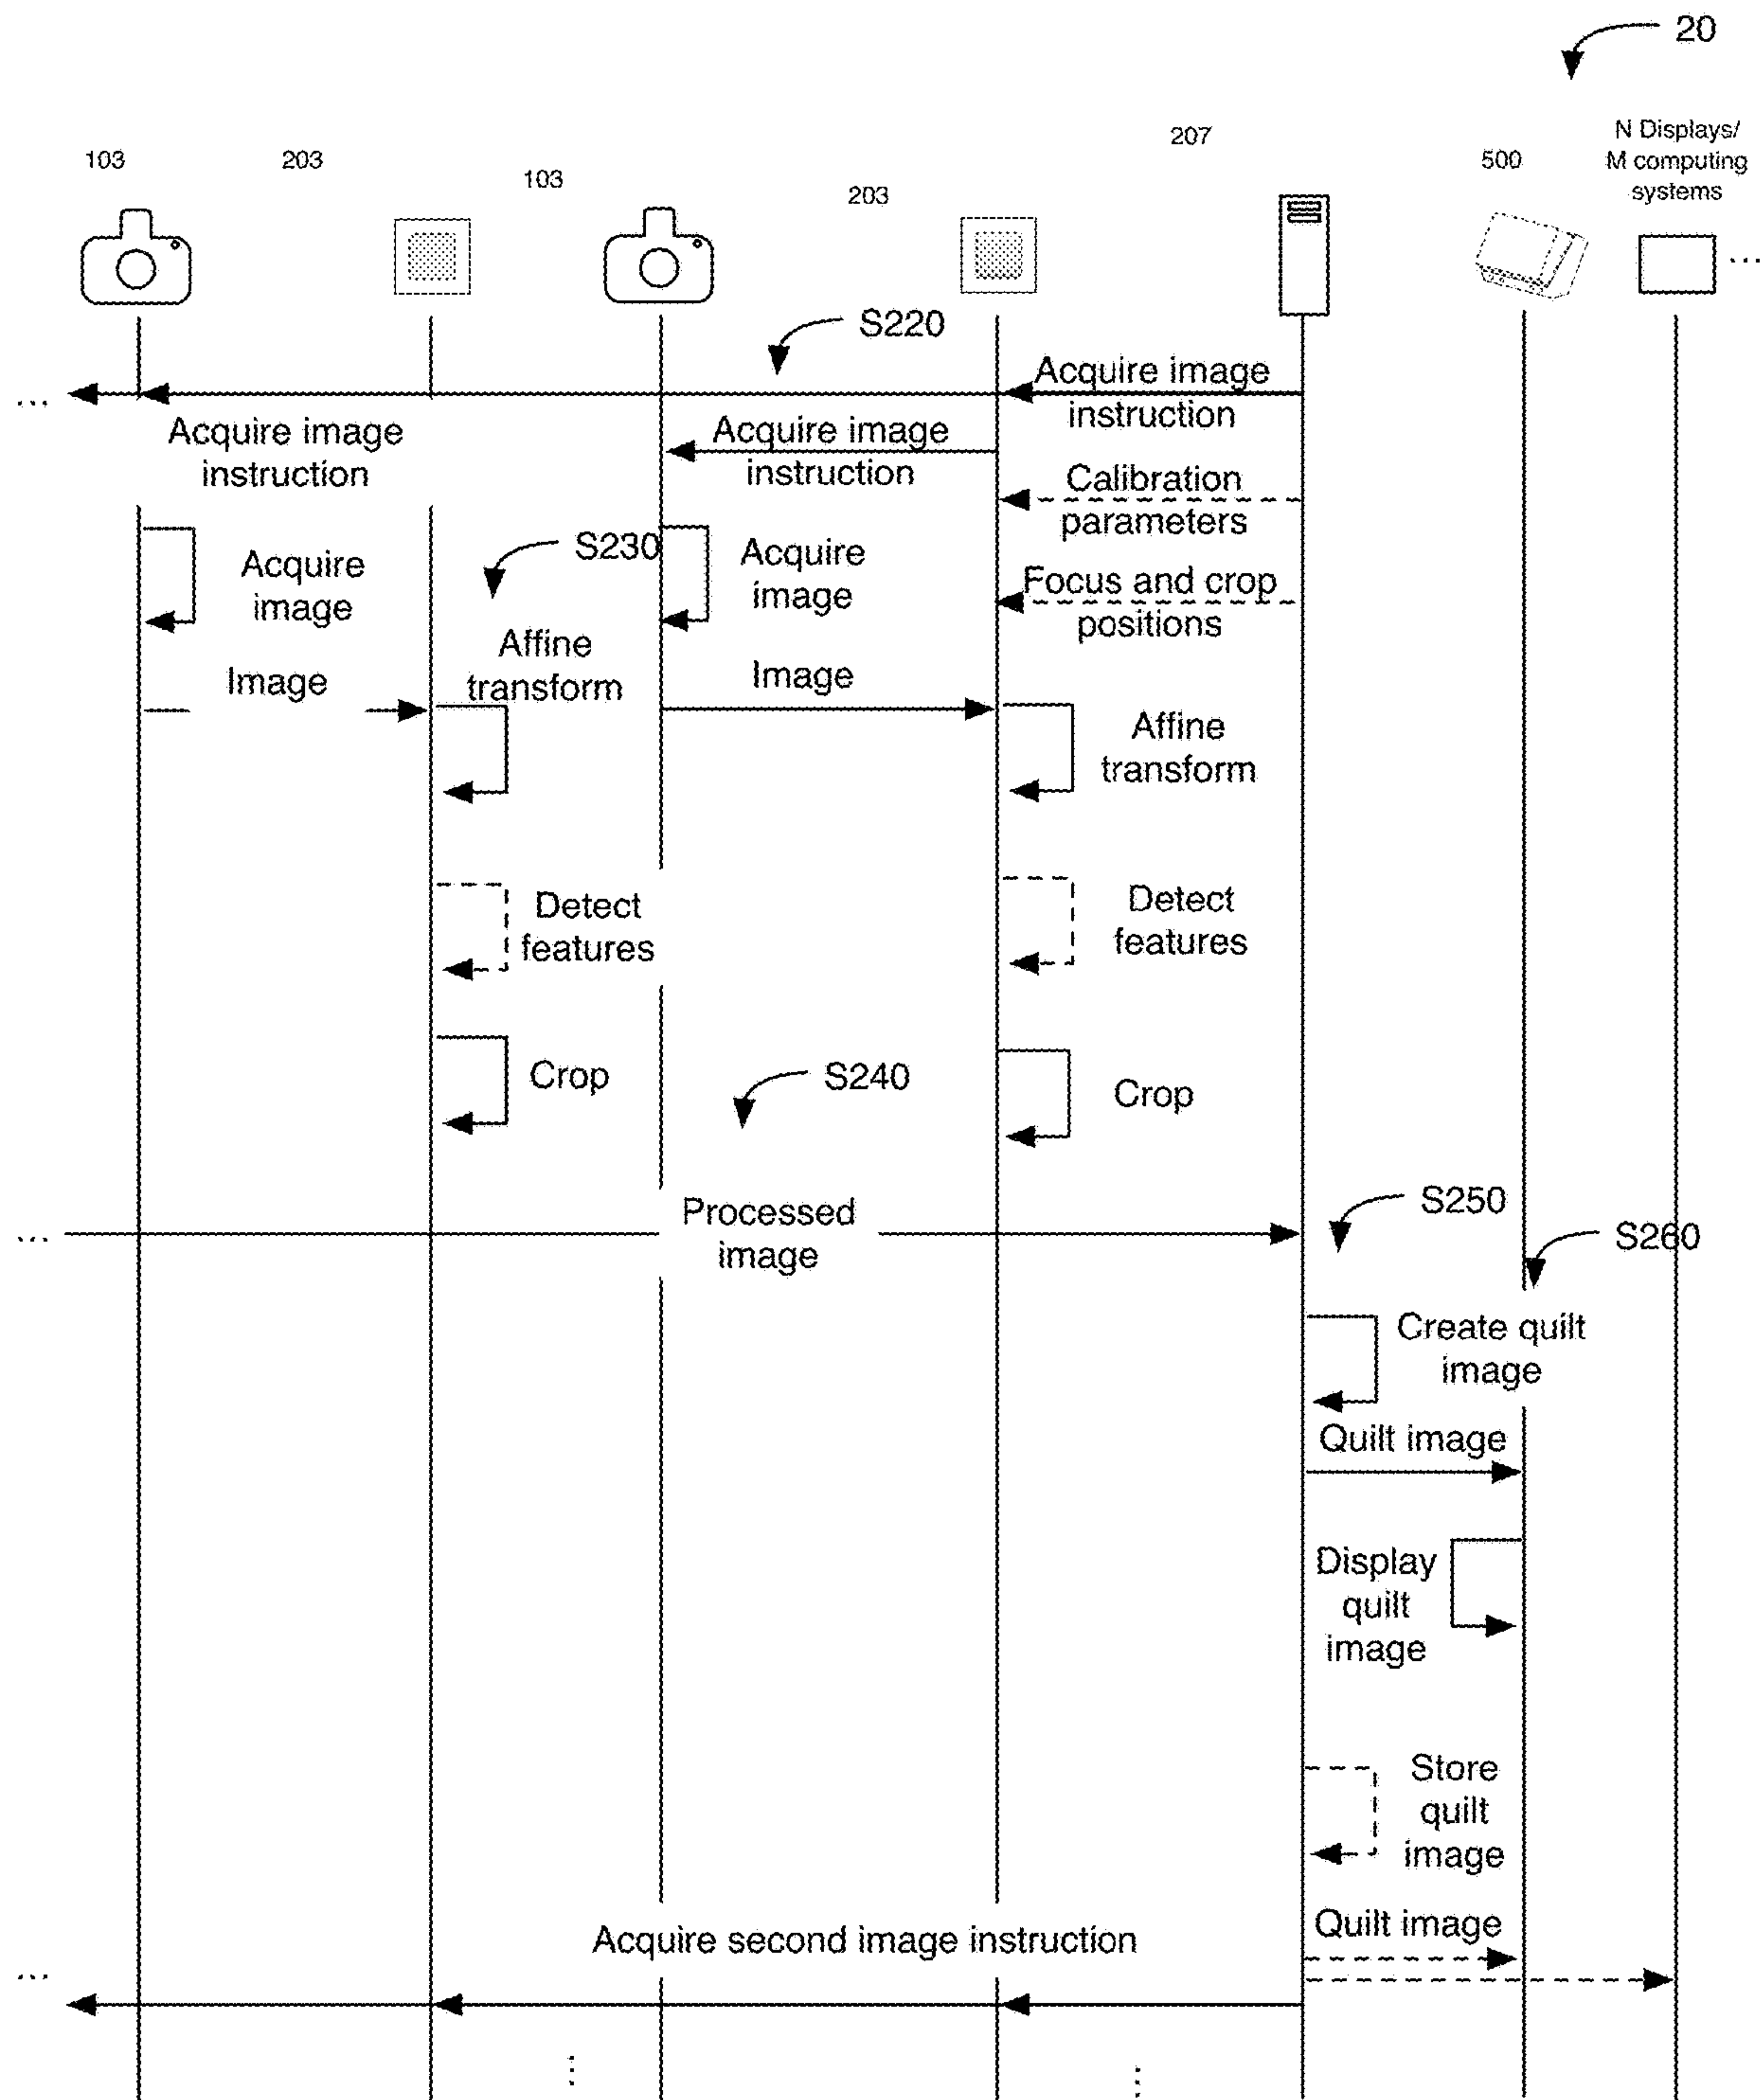 20
N Displays/
M computing
systems
207
103
203
500
103
203
S220
Acquire image
instruction
Acquire image
instruction
Acquire image
instruction
Calibration
parameters
S230
Acquire
image
Acquire
image
Focus and crop
positions
Affine
transform
Image
Image
Affine
transform
Detect
features
Detect
features
Crop
S240
Crop
Processed
image
S250
S260
...
...
Create quilt
image
Quilt image
Display
quilt
image
Store
quilt
image
Quilt image
Acquire second image instruction
...
...